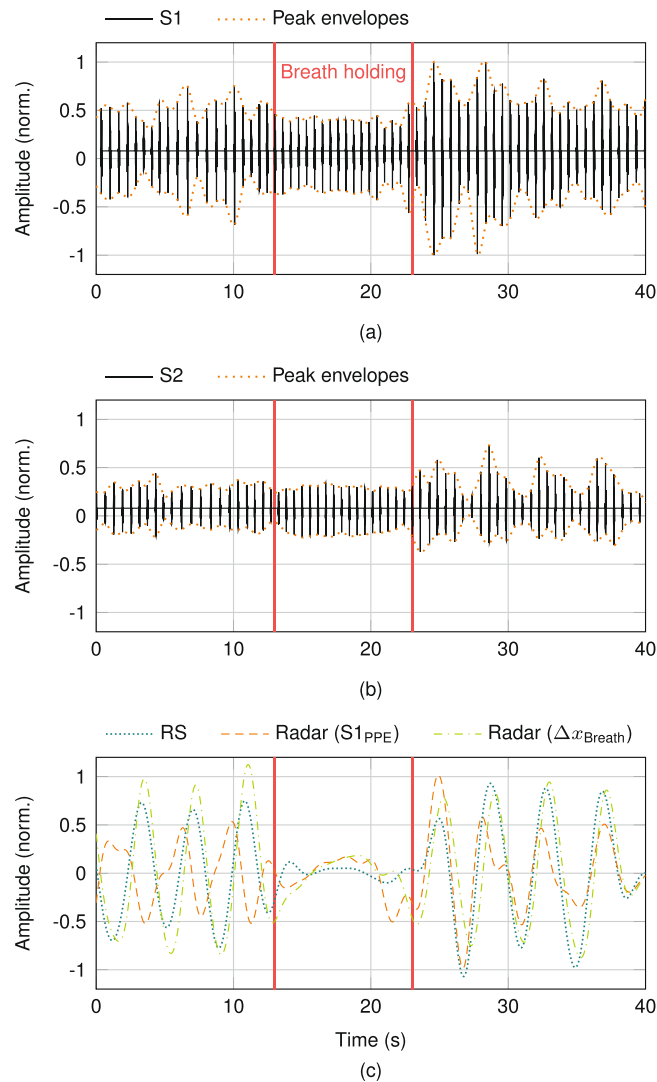 S1 Peak envelopes
1
0.5
0
-0.5
-1
Amplitude (norm.)
Breath holding
0 10 20 30 40
(a)
S2 Peak envelopes
1
0.5
0
-0.5
-1
Amplitude (norm.)
0 10 20 30 40
(b)
RS Radar (S1PPE) Radar (ΔxBreath)
1
0.5
0
-0.5
-1
Amplitude (norm.)
0 10 20 30 40
Time (s)
(c)